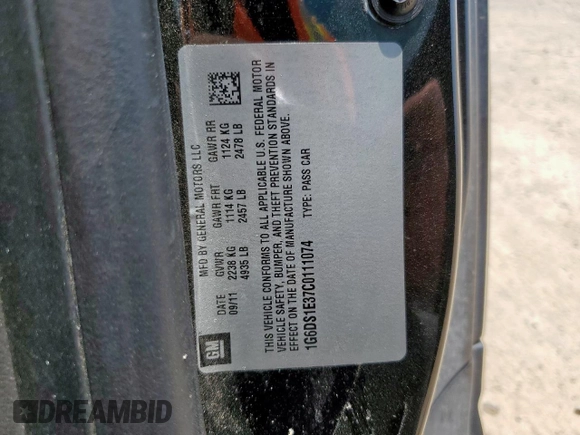 MFD BY GENERAL MOTORS LLC
DATE GVWR GAWR FRT GAWR RR
09/11 2238 KG 1114 KG 1124 KG
4935 LB 2457 LB 2478 LB
GM
THIS VEHICLE CONFORMS TO ALL APPLICABLE U.S. FEDERAL MOTOR
VEHICLE SAFETY, BUMPER, AND THEFT PREVENTION STANDARDS IN
EFFECT ON THE DATE OF MANUFACTURE SHOWN ABOVE.
1G6DS1E37C0111074 TYPE: PASS CAR
DREAMBID